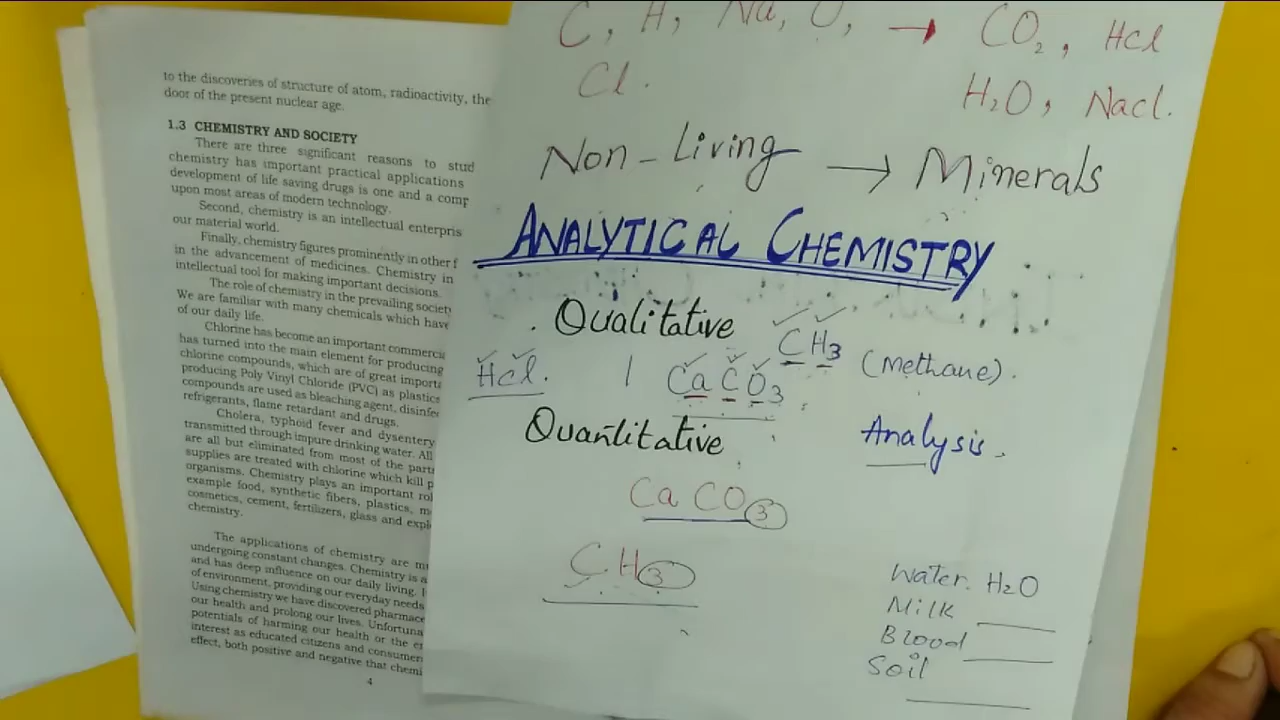 to the discoveries of structure of atom, radioactivity, the
door of the present nuclear age.
1.3 CHEMISTRY AND SOCIETY
There are three significant reasons to stud
chemistry has important practical applications
development of life saving drugs is one and a comp
upon most areas of modern technology.
Second, chemistry is an intellectual enterpris
our material world.
Finally, chemistry figures prominently in other f
in the advancement of medicines. Chemistry in
intellectual tool for making important decisions.
The role of chemistry in the prevailing society
We are familiar with many chemicals which have
of our daily life.
Chlorine has become an important commerci
has turned into the main element for producing
chlorine compounds, which are of great importa
producing Poly Vinyl Chloride (PVC) as plastics
compounds are used as bleaching agent, disinfe
refrigerants, flame retardant and drugs.
Cholera, typhoid fever and dysentery
transmitted through impure drinking water. All
are all but eliminated from most of the parts
supplies are treated with chlorine which kill p
organisms. Chemistry plays an important rol
example food, synthetic fibers, plastics, m
cosmetics, cement, fertilizers, glass and expl
chemistry.
The applications of chemistry are m
undergoing constant changes. Chemistry is a
and has deep influence on our daily living. I
of environment, providing our everyday needs
Using chemistry we have discovered pharmace
our health and prolong our lives. Unfortuna
potentials of harming our health or the e
interest as educated citizens and consumer
effect, both positive and negative that chemi
4
C, H, Na, O, → CO2, Hcl
Cl. H2O, Nacl.
Non-Living → Minerals
ANALYTICAL CHEMISTRY
Qualitative CH3 (Methane).
Hcl. | CaCO3
Quantitative Analysis.
CaCO3
CH3
Water. H2O
Milk
Blood
Soil